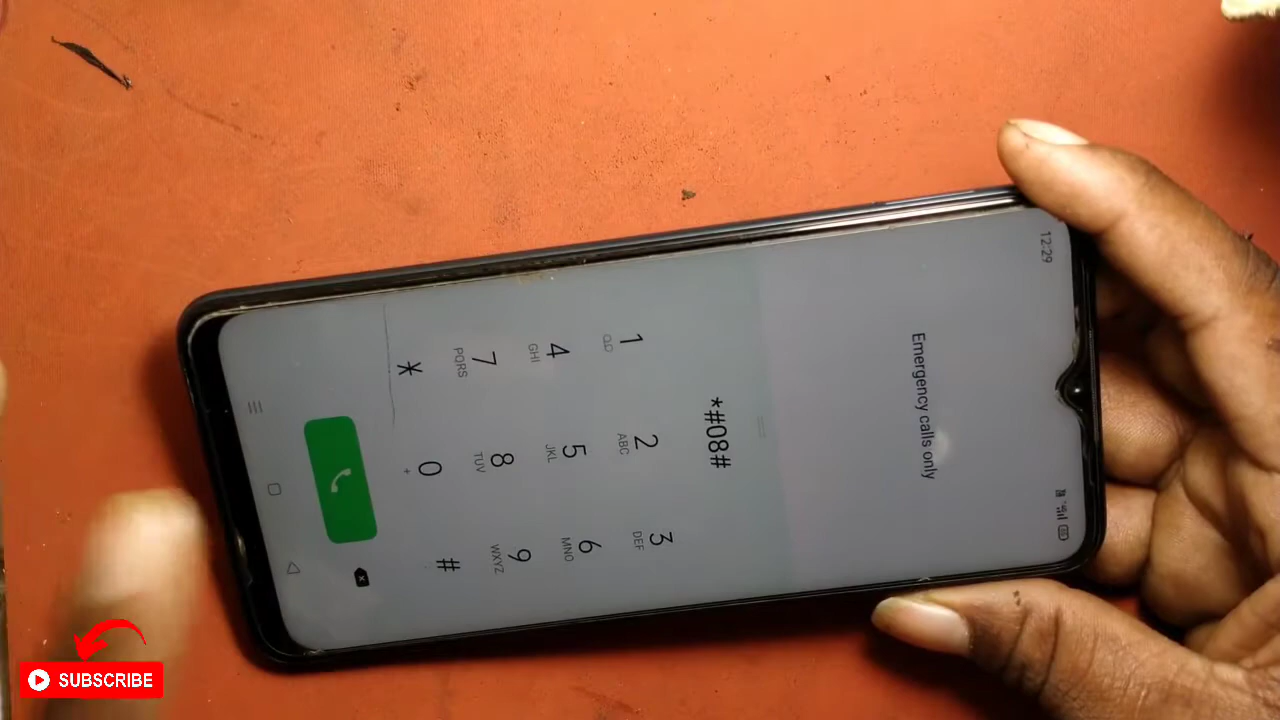 12:29
Emergency calls only
*#08#
1
2 ABC
3 DEF
4 GHI
5 JKL
6 MNO
7 PQRS
8 TUV
9 WXYZ
*
0 +
#
SUBSCRIBE